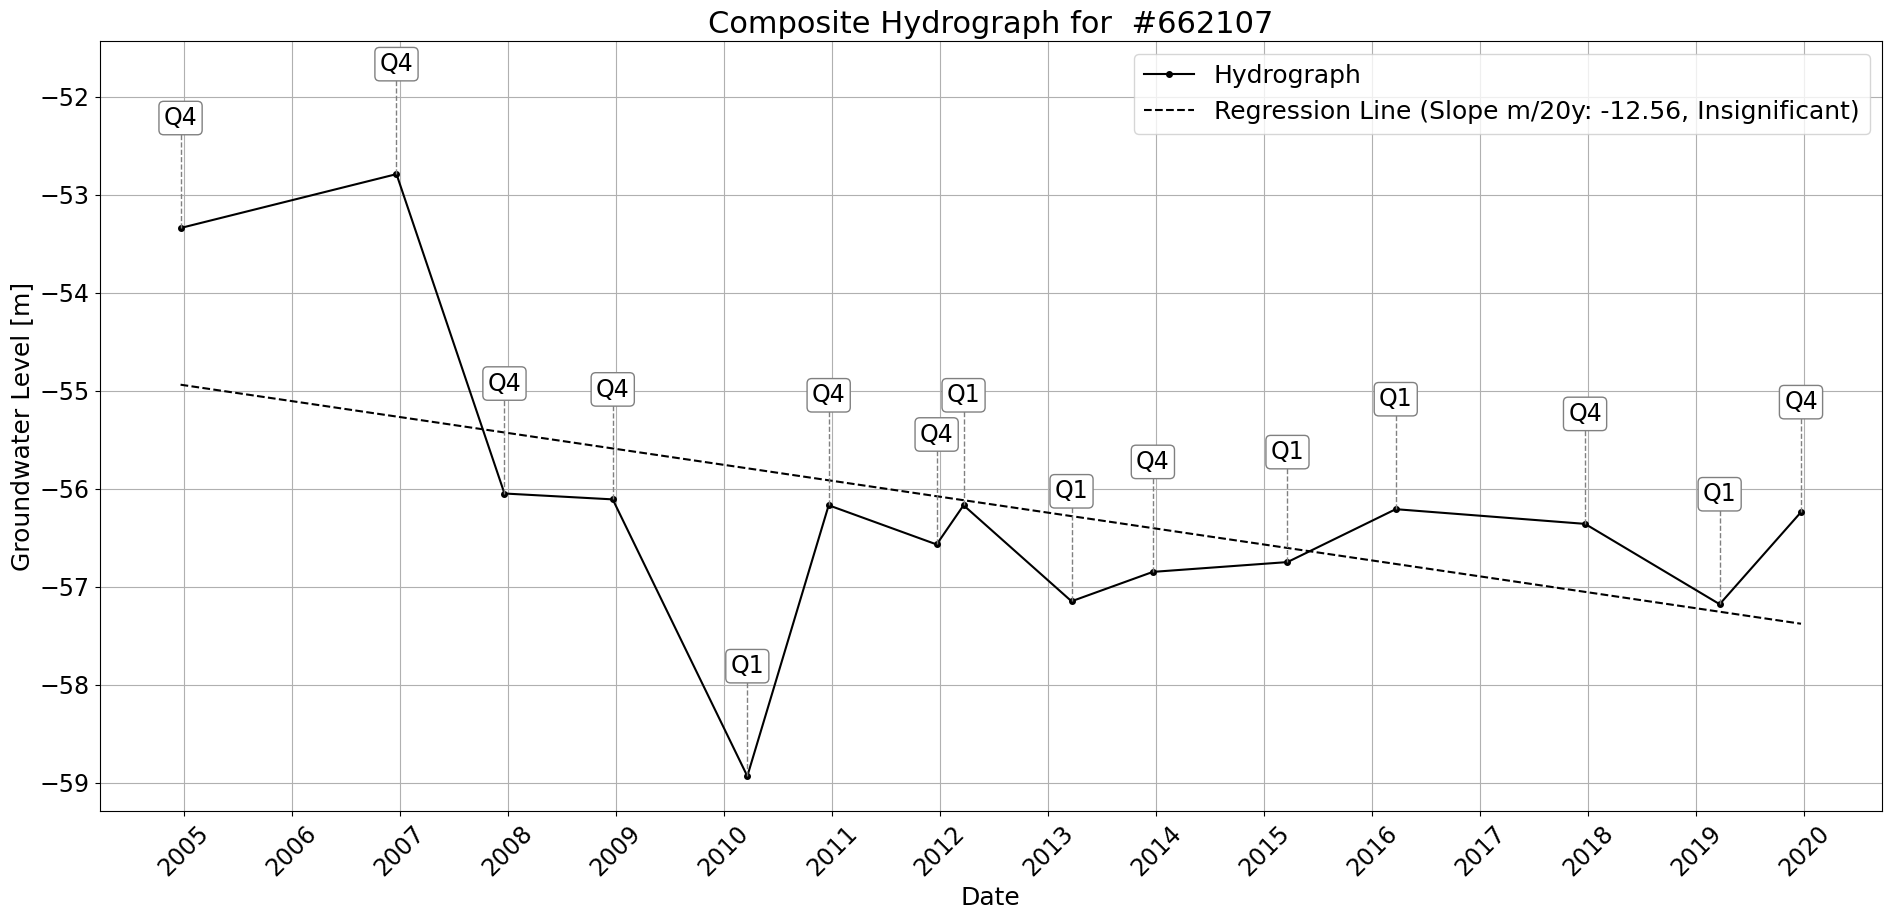 Composite Hydrograph for  #662107
Hydrograph
Regression Line (Slope m/20y: -12.56, Insignificant)
Groundwater Level [m]
−52
−53
−54
−55
−56
−57
−58
−59
Q4
Q4
Q4
Q4
Q1
Q4
Q4
Q1
Q1
Q4
Q1
Q1
Q4
Q1
Q4
2005
2006
2007
2008
2009
2010
2011
2012
2013
2014
2015
2016
2017
2018
2019
2020
Date